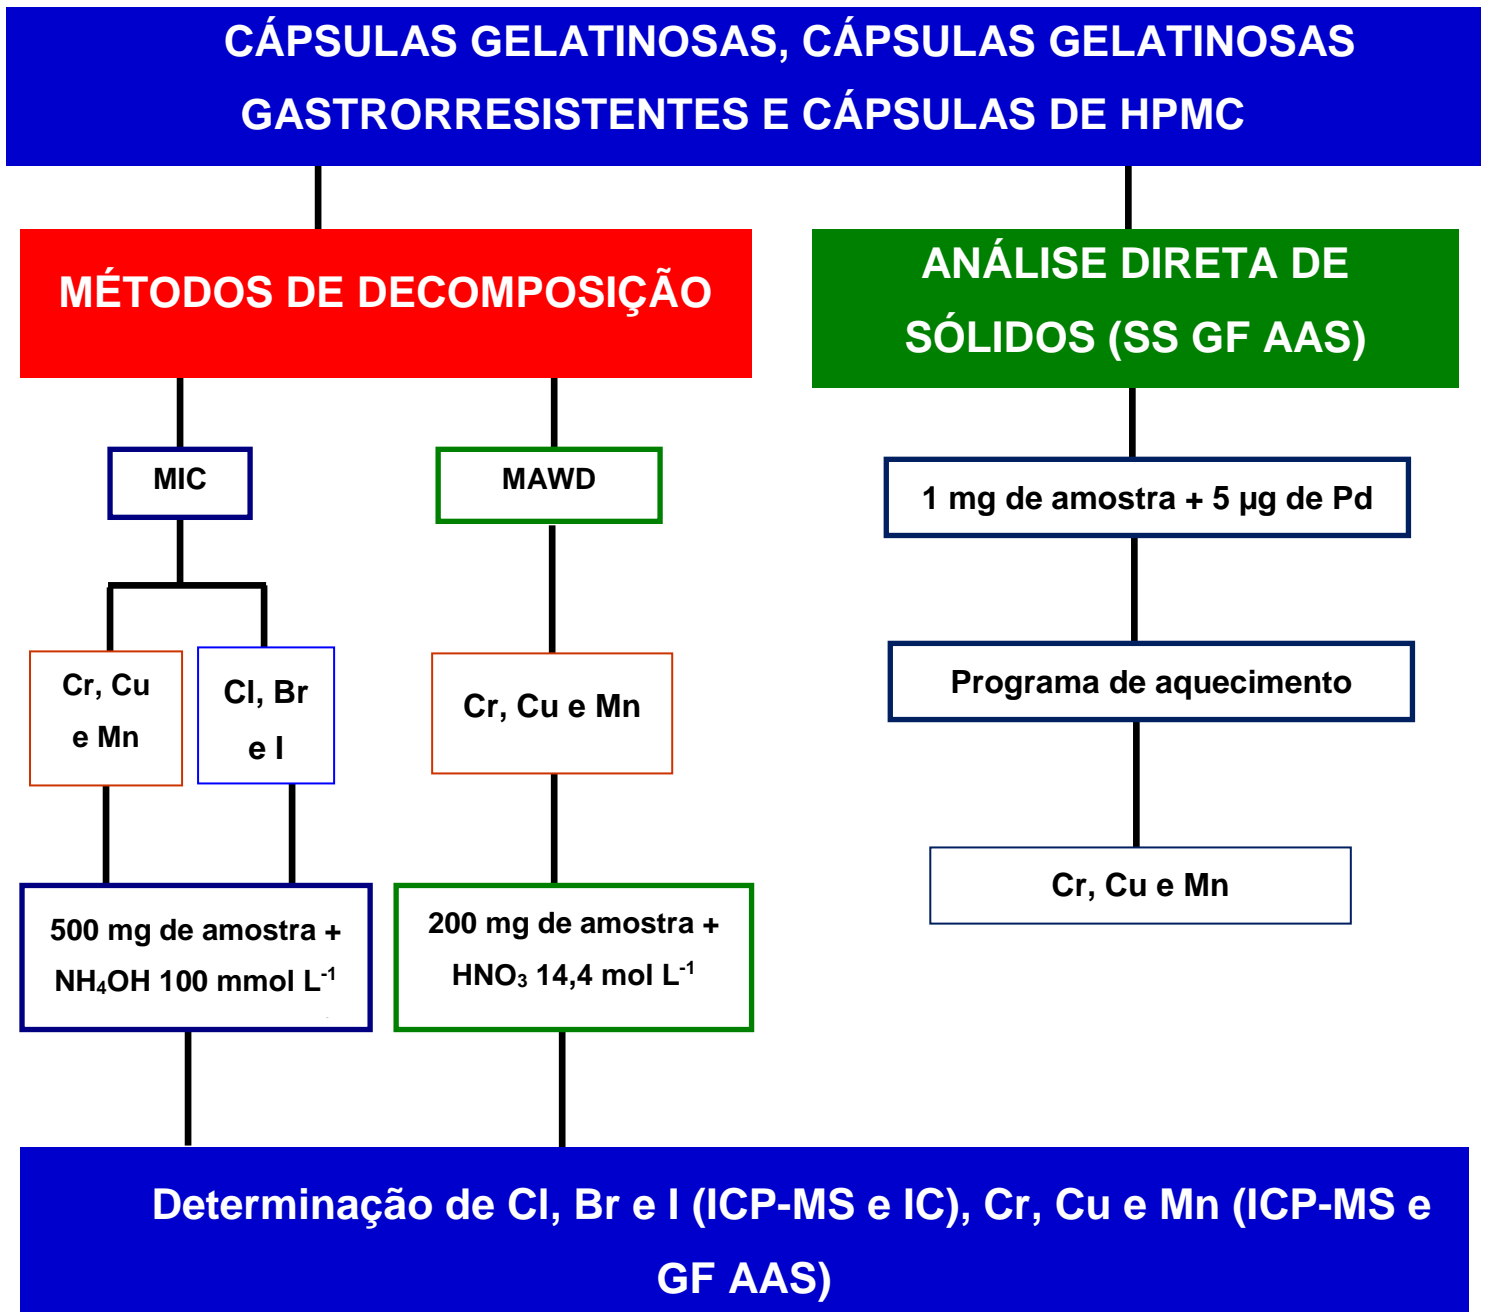 CÁPSULAS GELATINOSAS, CÁPSULAS GELATINOSAS
GASTRORRESISTENTES E CÁPSULAS DE HPMC
MÉTODOS DE DECOMPOSIÇÃO
ANÁLISE DIRETA DE
SÓLIDOS (SS GF AAS)
MIC
MAWD
1 mg de amostra + 5 µg de Pd
Cr, Cu
e Mn
Cl, Br
e I
Cr, Cu e Mn
Programa de aquecimento
Cr, Cu e Mn
500 mg de amostra +
NH₄OH 100 mmol L⁻¹
200 mg de amostra +
HNO₃ 14,4 mol L⁻¹
Determinação de Cl, Br e I (ICP-MS e IC), Cr, Cu e Mn (ICP-MS e
GF AAS)